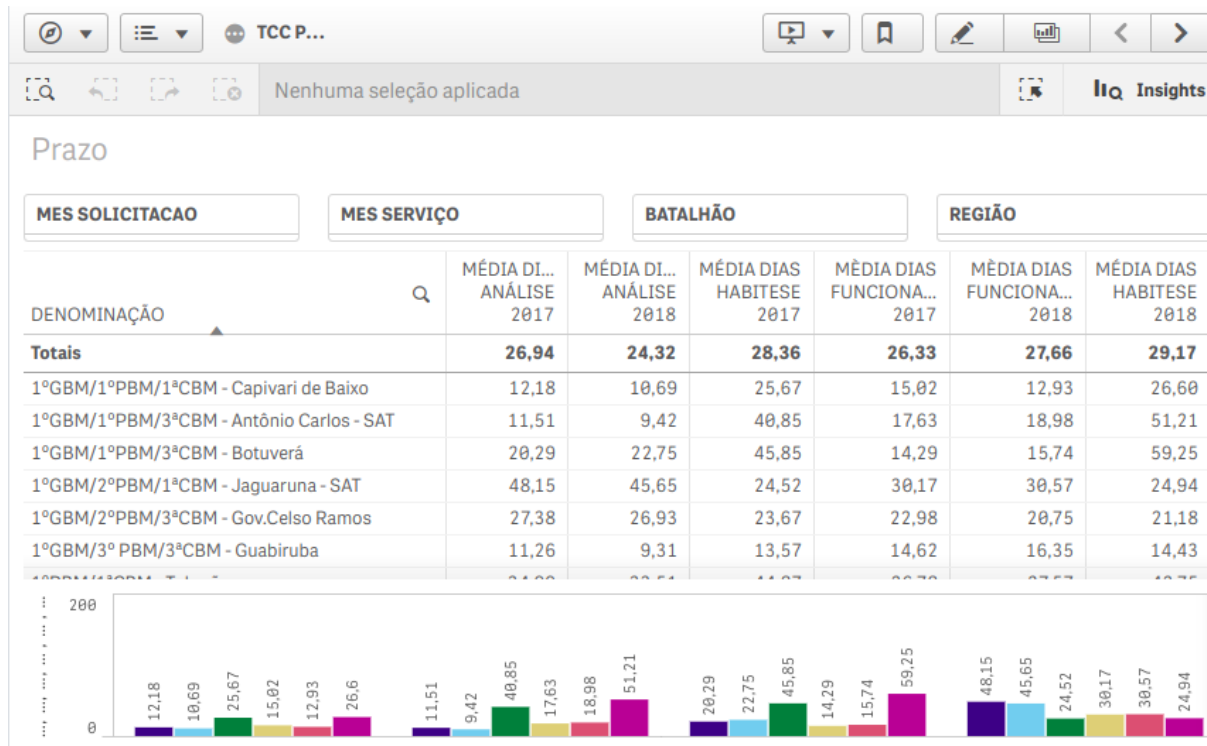 TCC P...
Nenhuma seleção aplicada
Insights
Prazo
MES SOLICITACAO MES SERVIÇO BATALHÃO REGIÃO
DENOMINAÇÃO MÉDIA DI... ANÁLISE 2017 MÉDIA DI... ANÁLISE 2018 MÉDIA DIAS HABITESE 2017 MÈDIA DIAS FUNCIONA... 2017 MÈDIA DIAS FUNCIONA... 2018 MÉDIA DIAS HABITESE 2018
Totais 26,94 24,32 28,36 26,33 27,66 29,17
1ºGBM/1ºPBM/1ªCBM - Capivari de Baixo 12,18 10,69 25,67 15,02 12,93 26,60
1ºGBM/1ºPBM/3ªCBM - Antônio Carlos - SAT 11,51 9,42 40,85 17,63 18,98 51,21
1ºGBM/1ºPBM/3ªCBM - Botuverá 20,29 22,75 45,85 14,29 15,74 59,25
1ºGBM/2ºPBM/1ªCBM - Jaguaruna - SAT 48,15 45,65 24,52 30,17 30,57 24,94
1ºGBM/2ºPBM/3ªCBM - Gov.Celso Ramos 27,38 26,93 23,67 22,98 20,75 21,18
1ºGBM/3º PBM/3ªCBM - Guabiruba 11,26 9,31 13,57 14,62 16,35 14,43
200
12,18 10,69 25,67 15,02 12,93 26,6 11,51 9,42 40,85 17,63 18,98 51,21 20,29 22,75 45,85 14,29 15,74 59,25 48,15 45,65 24,52 30,17 30,57 24,94
0